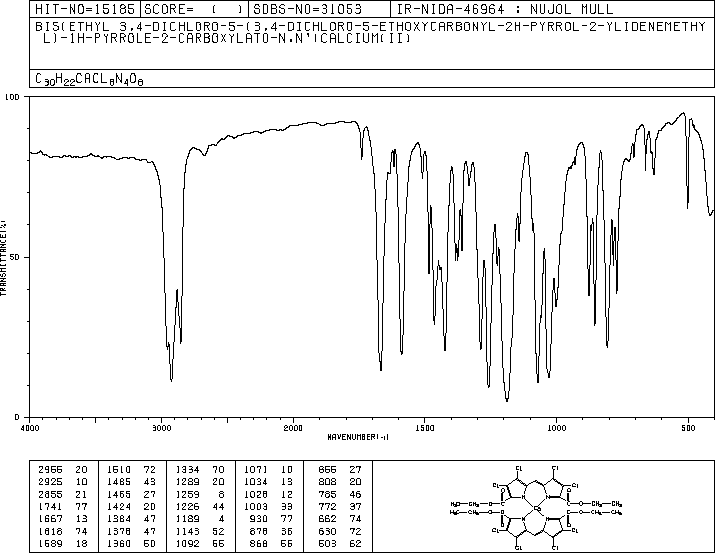 HIT-NO=15185 SCORE= ( ) SDBS-NO=31053 IR-NIDA-46964 : NUJOL MULL
BIS(ETHYL 3,4-DICHLORO-5-(3,4-DICHLORO-5-ETHOXYCARBONYL-2H-PYRROL-2-YLIDENEMETHY
L)-1H-PYRROLE-2-CARBOXYLATO-N,N')CALCIUM(II)
C30H22CACL8N4O8
100
50
0
TRANSMITTANCE(%)
4000 3000 2000 1500 1000 500
WAVENUMBER(-1)
2955 20 1510 72 1334 70 1071 10 855 27
2925 10 1485 43 1289 20 1034 13 808 20
2855 21 1465 27 1259 8 1028 12 785 46
1741 77 1424 20 1226 44 1003 33 772 37
1667 13 1384 47 1189 4 930 77 662 74
1618 74 1378 47 1143 52 878 36 630 72
1589 18 1360 50 1092 55 868 55 503 62